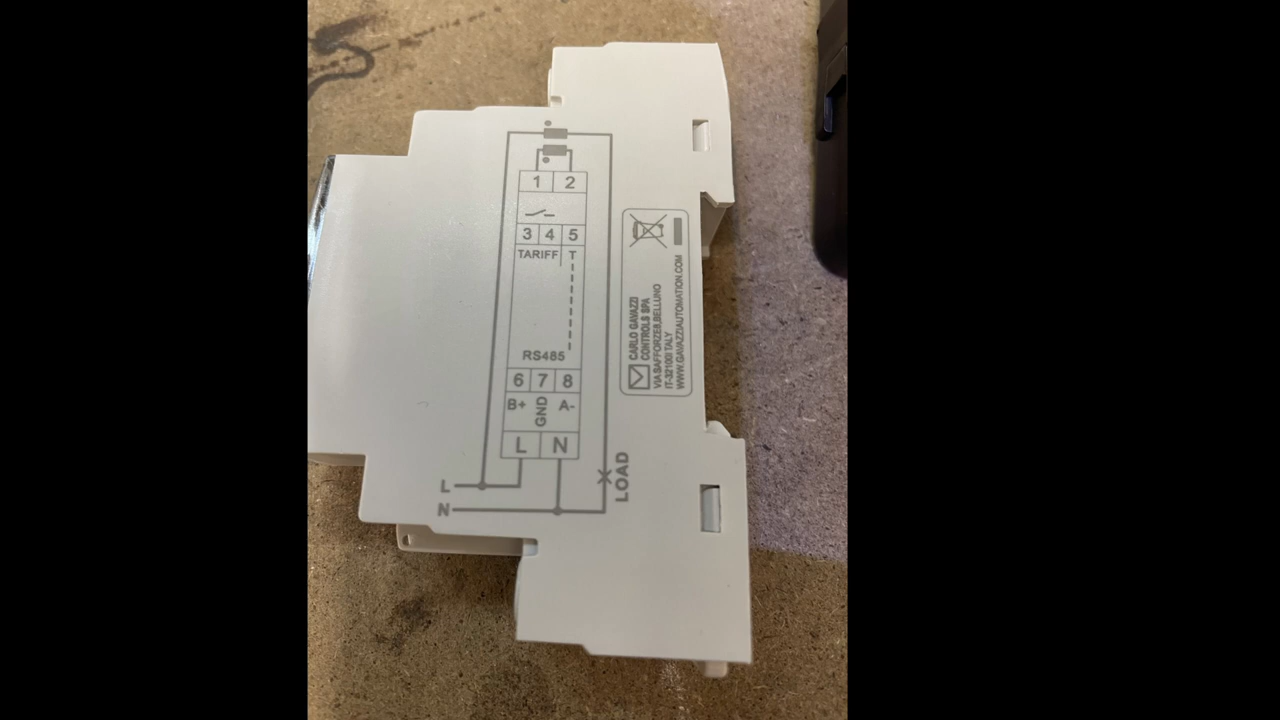 1 2
3 4 5
TARIFF T
RS485
6 7 8
B+ GND A-
L N
L
N
LOAD
CARLO GAVAZZI
CONTROLS SPA
VIA SAFFORZE8, BELLUNO
IT-32100 ITALY
WWW.GAVAZZIAUTOMATION.COM